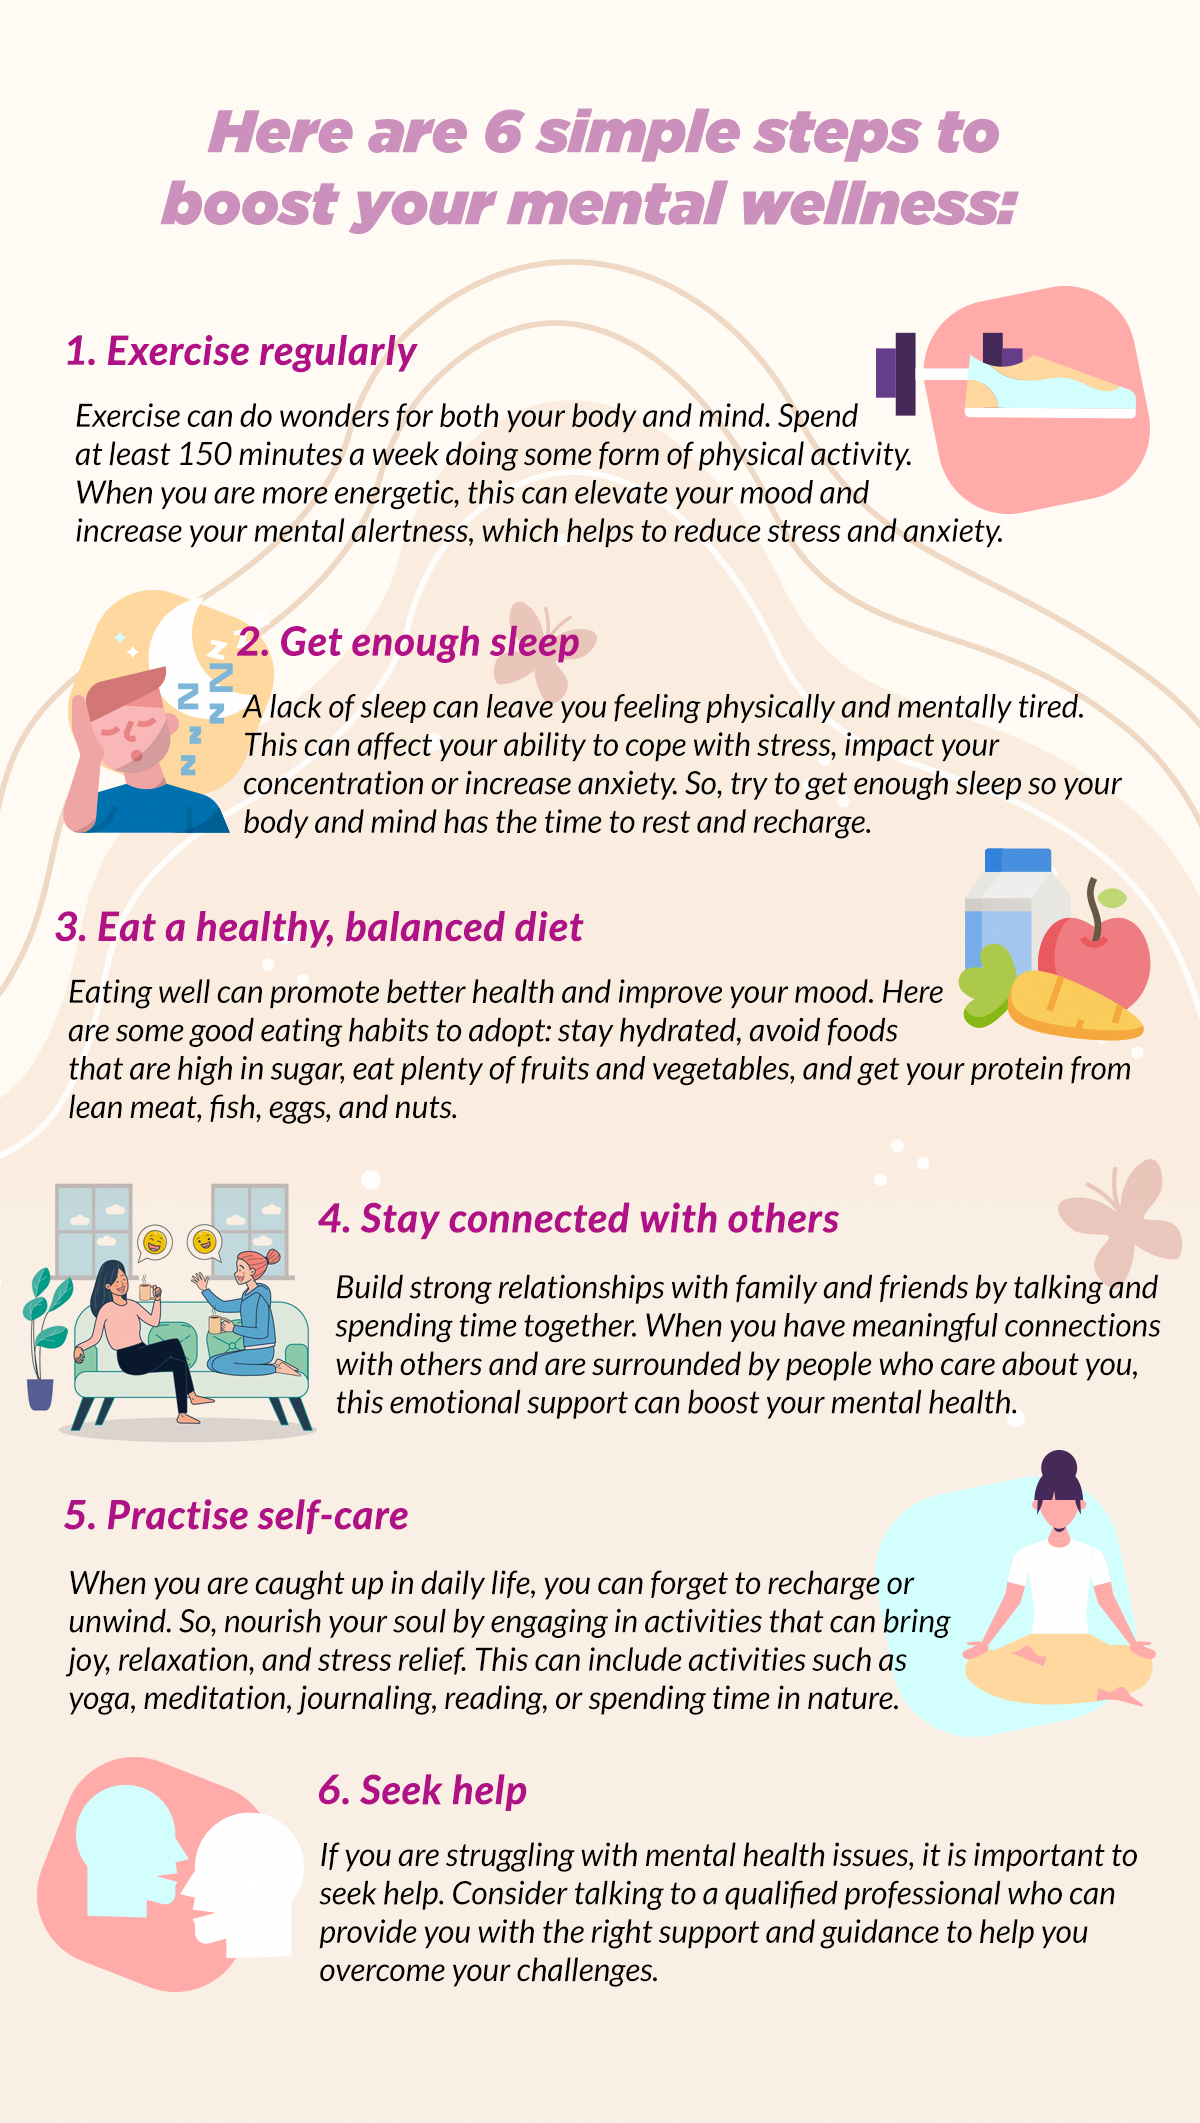 Here are 6 simple steps to
boost your mental wellness:
1. Exercise regularly
Exercise can do wonders for both your body and mind. Spend
at least 150 minutes a week doing some form of physical activity.
When you are more energetic, this can elevate your mood and
increase your mental alertness, which helps to reduce stress and anxiety.
2. Get enough sleep
A lack of sleep can leave you feeling physically and mentally tired.
This can affect your ability to cope with stress, impact your
concentration or increase anxiety. So, try to get enough sleep so your
body and mind has the time to rest and recharge.
3. Eat a healthy, balanced diet
Eating well can promote better health and improve your mood. Here
are some good eating habits to adopt: stay hydrated, avoid foods
that are high in sugar, eat plenty of fruits and vegetables, and get your protein from
lean meat, fish, eggs, and nuts.
4. Stay connected with others
Build strong relationships with family and friends by talking and
spending time together. When you have meaningful connections
with others and are surrounded by people who care about you,
this emotional support can boost your mental health.
5. Practise self-care
When you are caught up in daily life, you can forget to recharge or
unwind. So, nourish your soul by engaging in activities that can bring
joy, relaxation, and stress relief. This can include activities such as
yoga, meditation, journaling, reading, or spending time in nature.
6. Seek help
If you are struggling with mental health issues, it is important to
seek help. Consider talking to a qualified professional who can
provide you with the right support and guidance to help you
overcome your challenges.